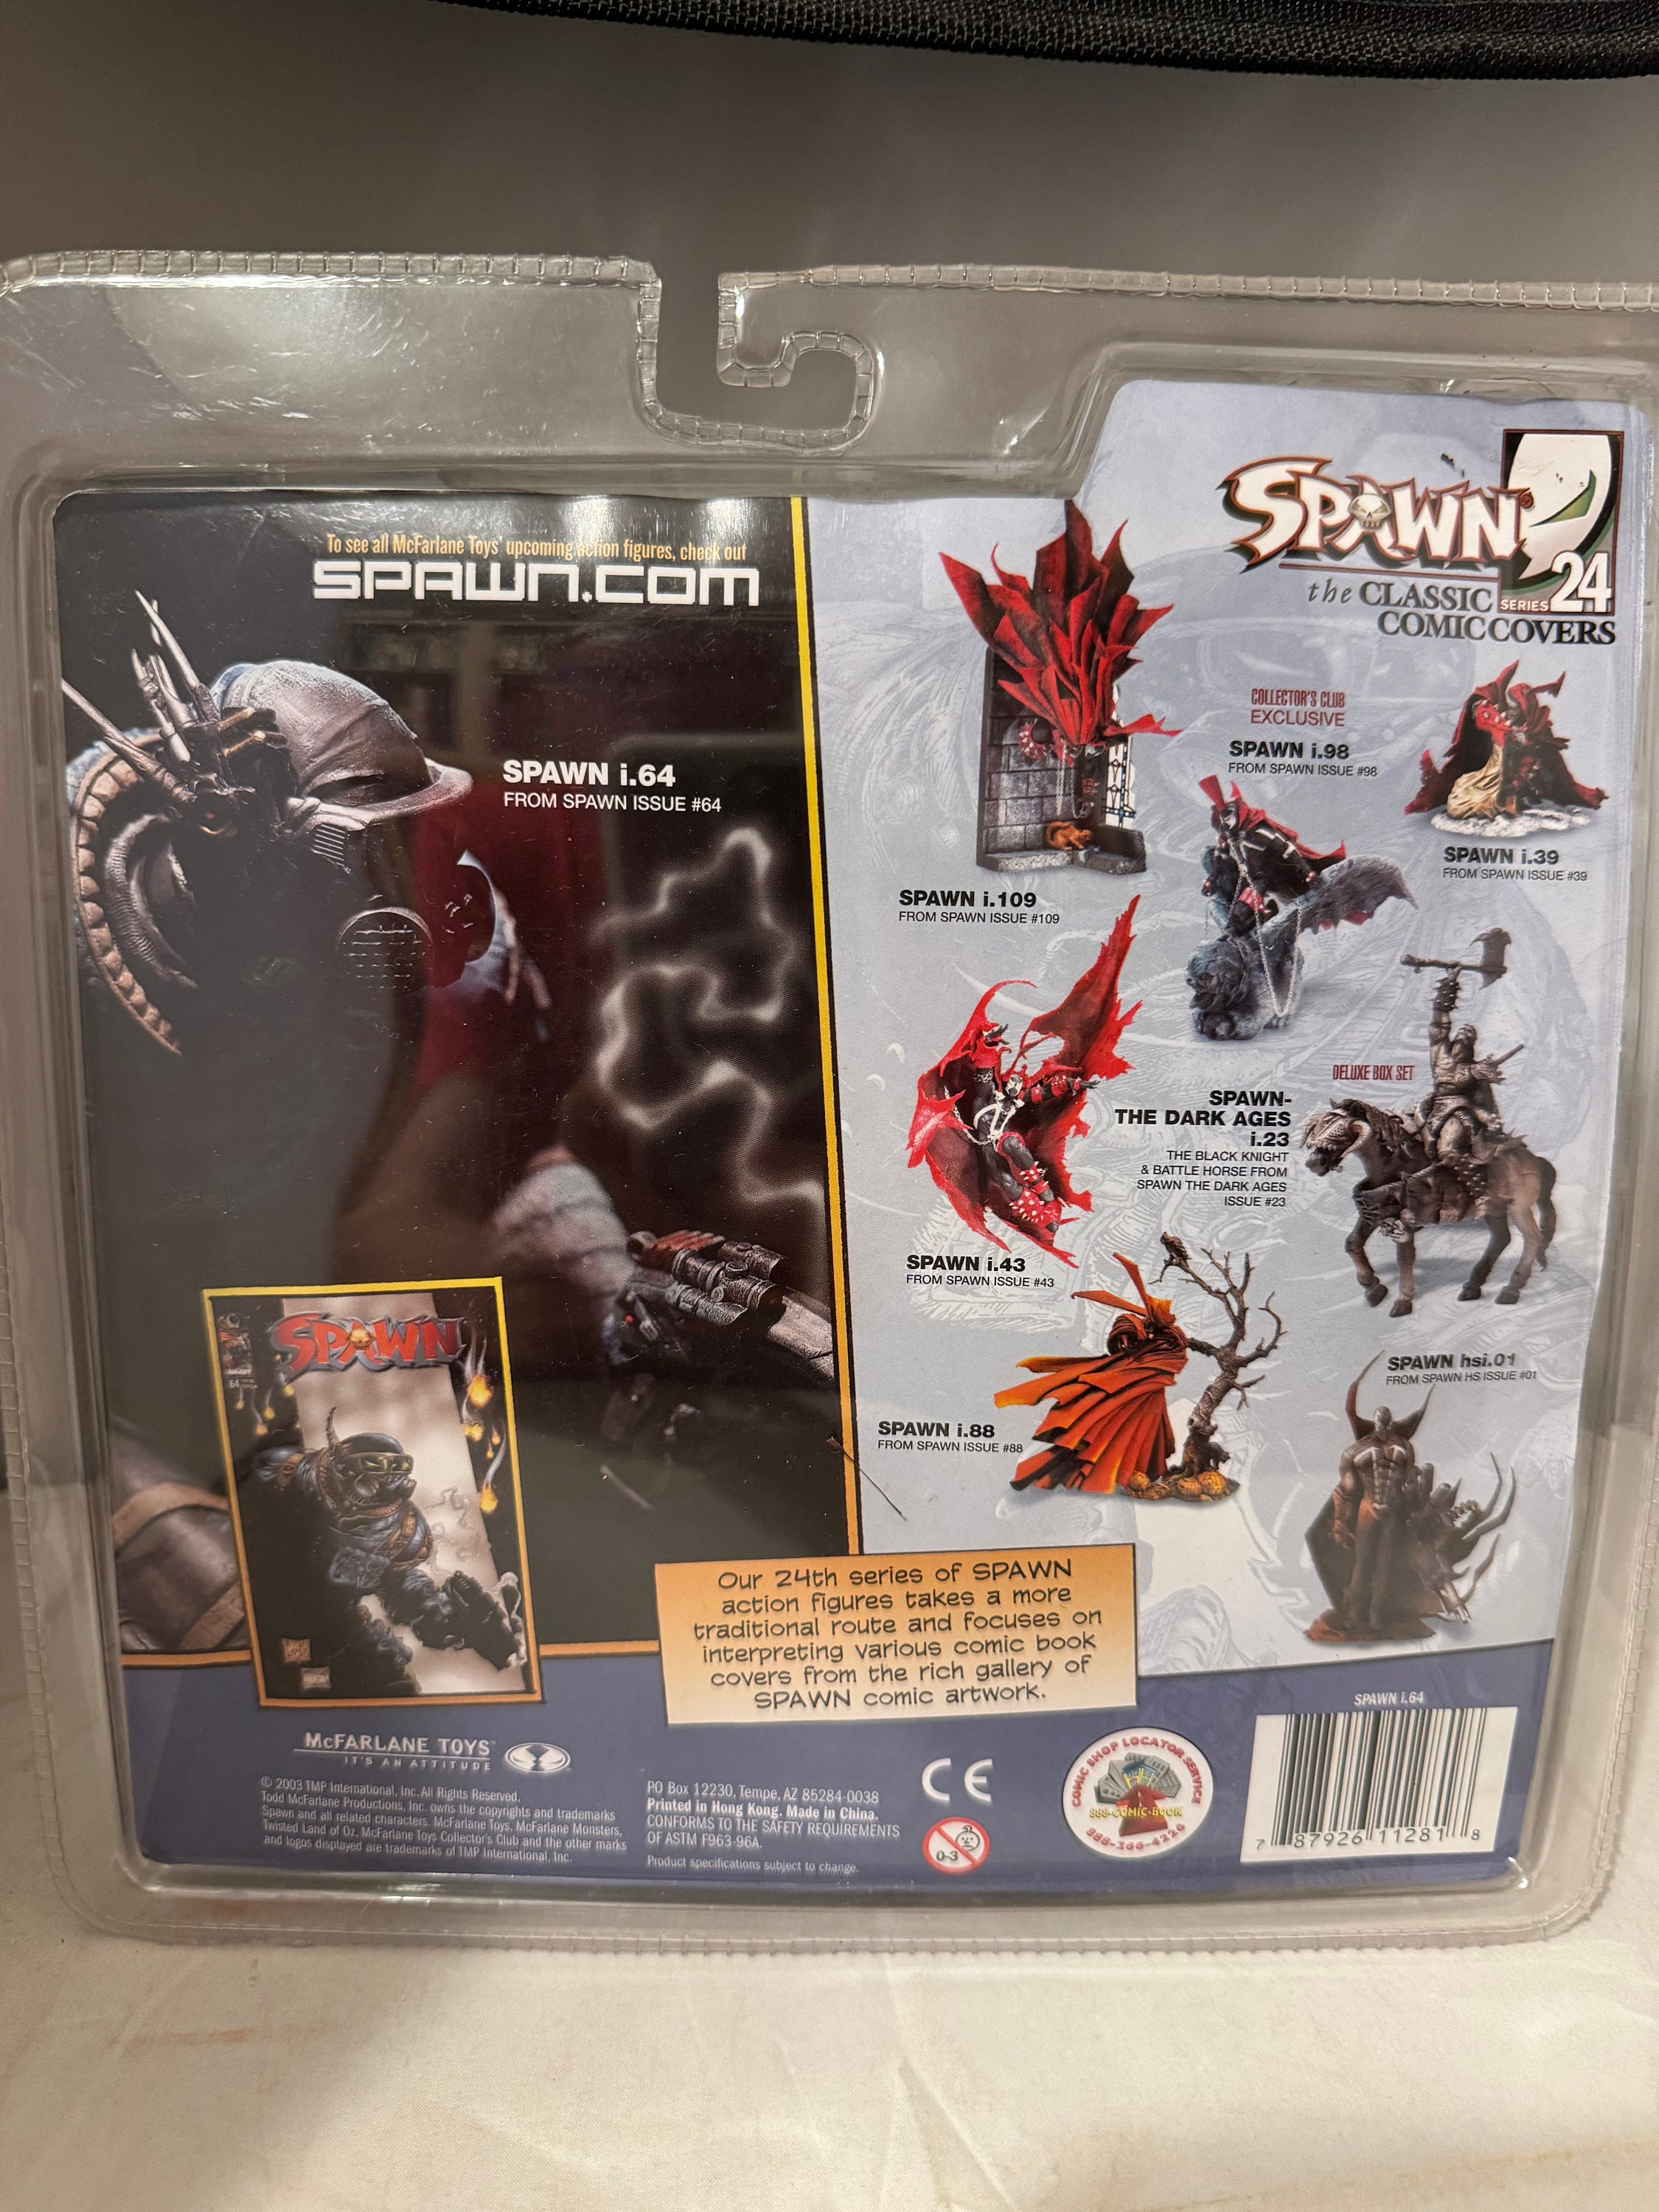 To see all McFarlane Toys' upcoming action figures, check out
SPAWN.COM
SPAWN i.64
FROM SPAWN ISSUE #64
SPAWN
64
SPAWN
24
SERIES
the CLASSIC
COMIC COVERS
COLLECTOR'S CLUB
EXCLUSIVE
SPAWN i.98
FROM SPAWN ISSUE #98
SPAWN i.39
FROM SPAWN ISSUE #39
SPAWN i.109
FROM SPAWN ISSUE #109
DELUXE BOX SET
SPAWN-
THE DARK AGES
i.23
THE BLACK KNIGHT
& BATTLE HORSE FROM
SPAWN THE DARK AGES
ISSUE #23
SPAWN i.43
FROM SPAWN ISSUE #43
SPAWN hsi.01
FROM SPAWN HS ISSUE #01
SPAWN i.88
FROM SPAWN ISSUE #88
Our 24th series of SPAWN
action figures takes a more
traditional route and focuses on
interpreting various comic book
covers from the rich gallery of
SPAWN comic artwork.
McFARLANE TOYS™
IT'S AN ATTITUDE
© 2003 TMP International, Inc. All Rights Reserved.
Todd McFarlane Productions, Inc. owns the copyrights and trademarks
Spawn and all related characters. McFarlane Toys, McFarlane Monsters,
Twisted Land of Oz, McFarlane Toys Collector's Club and the other marks
and logos displayed are trademarks of TMP International, Inc.
PO Box 12230, Tempe, AZ 85284-0038
Printed in Hong Kong. Made in China.
CONFORMS TO THE SAFETY REQUIREMENTS
OF ASTM F963-96A.
Product specifications subject to change.
CE
0-3
COMIC SHOP LOCATOR SERVICE
888-COMIC-BOOK
888-266-4226
SPAWN i.64
7 87926 11281 8